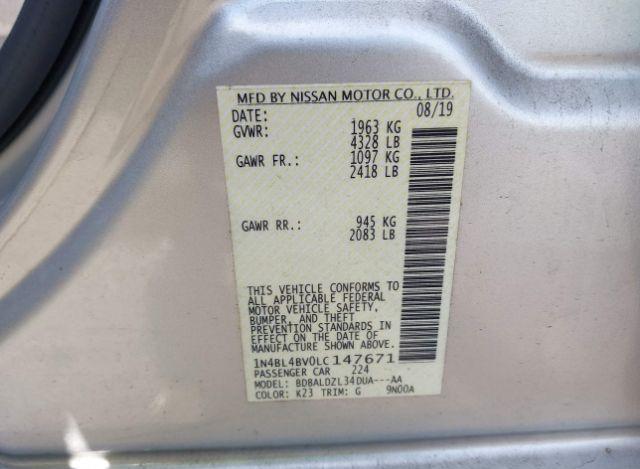 MFD BY NISSAN MOTOR CO., LTD.
DATE: 08/19
GVWR: 1963 KG
4328 LB
GAWR FR.: 1097 KG
2418 LB
GAWR RR.: 945 KG
2083 LB
THIS VEHICLE CONFORMS TO
ALL APPLICABLE FEDERAL
MOTOR VEHICLE SAFETY,
BUMPER, AND THEFT
PREVENTION STANDARDS IN
EFFECT ON THE DATE OF
MANUFACTURE SHOWN ABOVE.
1N4BL4BV0LC147671
PASSENGER CAR 224
MODEL: BDBALDZL34DUA---AA
COLOR: K23 TRIM: G 9N00A